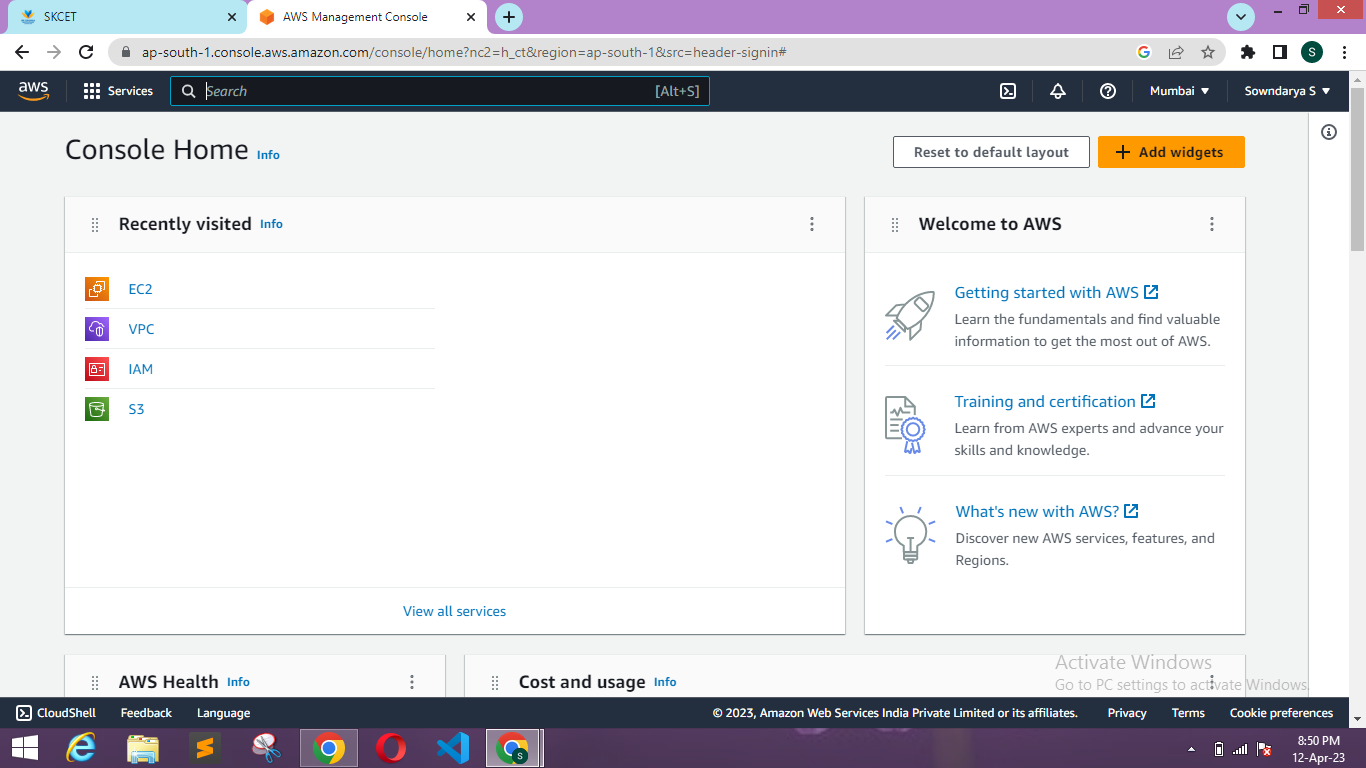 SKCET
AWS Management Console
ap-south-1.console.aws.amazon.com/console/home?nc2=h_ct&region=ap-south-1&src=header-signin#
S
aws
Services
Search
[Alt+S]
Mumbai
Sowndarya S
Console Home Info
Reset to default layout
Add widgets
Recently visited Info
EC2
VPC
IAM
S3
View all services
Welcome to AWS
Getting started with AWS
Learn the fundamentals and find valuable
information to get the most out of AWS.
Training and certification
Learn from AWS experts and advance your
skills and knowledge.
What's new with AWS?
Discover new AWS services, features, and
Regions.
AWS Health Info
Cost and usage Info
Activate Windows
Go to PC settings to activate Windows.
CloudShell
Feedback
Language
© 2023, Amazon Web Services India Private Limited or its affiliates.
Privacy
Terms
Cookie preferences
S
8:50 PM
12-Apr-23